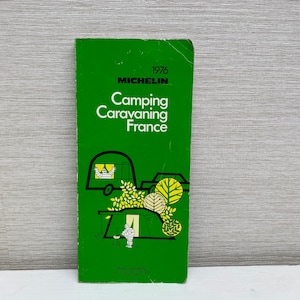 1976
MICHELIN
Camping
Caravaning
France